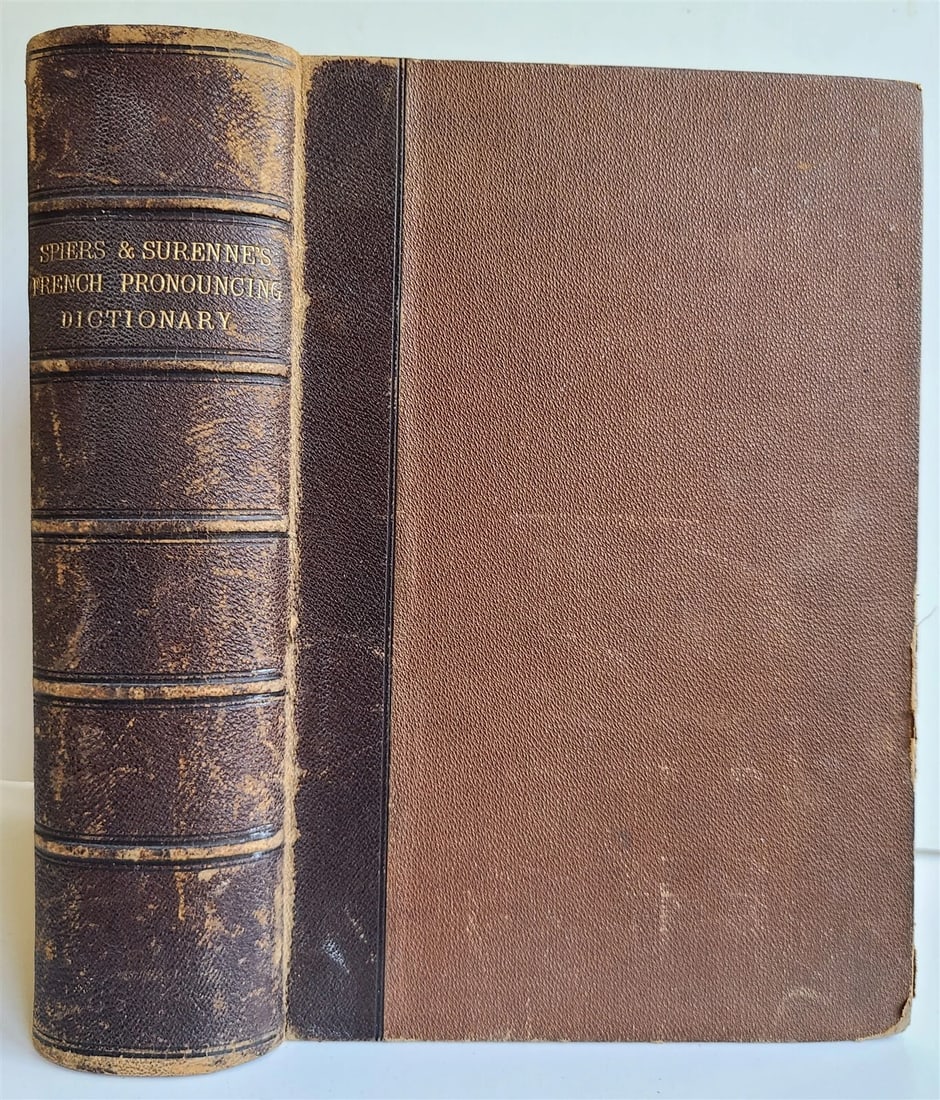 SPIERS & SURENNE'S
FRENCH PRONOUNCING
DICTIONARY